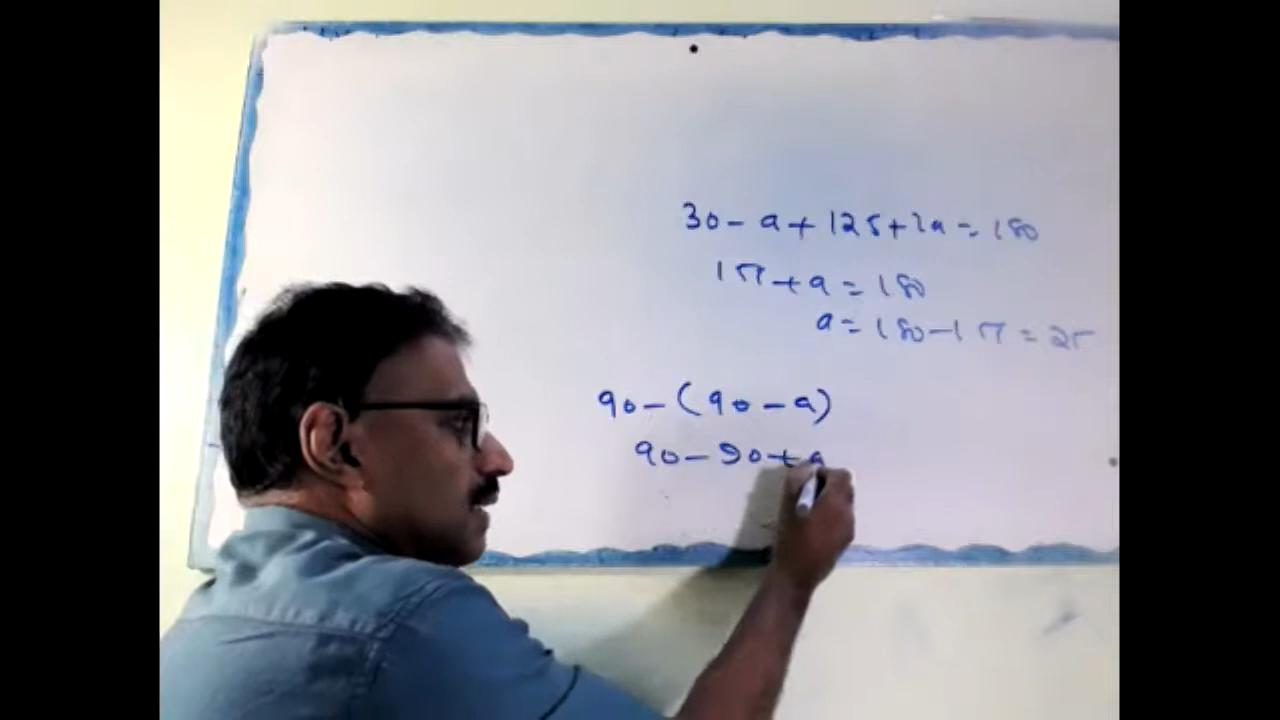 30 - a + 125 + 2a = 180
155 + a = 180
a = 180 - 155 = 25
90 - (90 - a)
90 - 90 + a